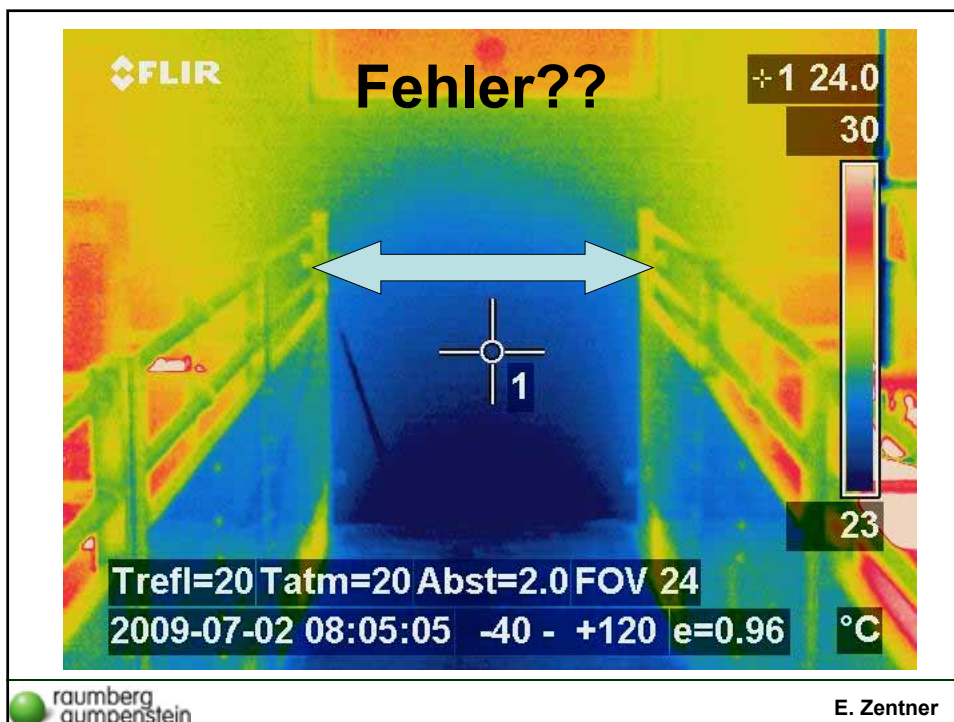 FLIR
Fehler??
1 24.0
30
1
23
Trefl=20 Tatm=20 Abst=2.0 FOV 24
2009-07-02 08:05:05 -40 - +120 e=0.96 °C
raumberg
gumpenstein
E. Zentner